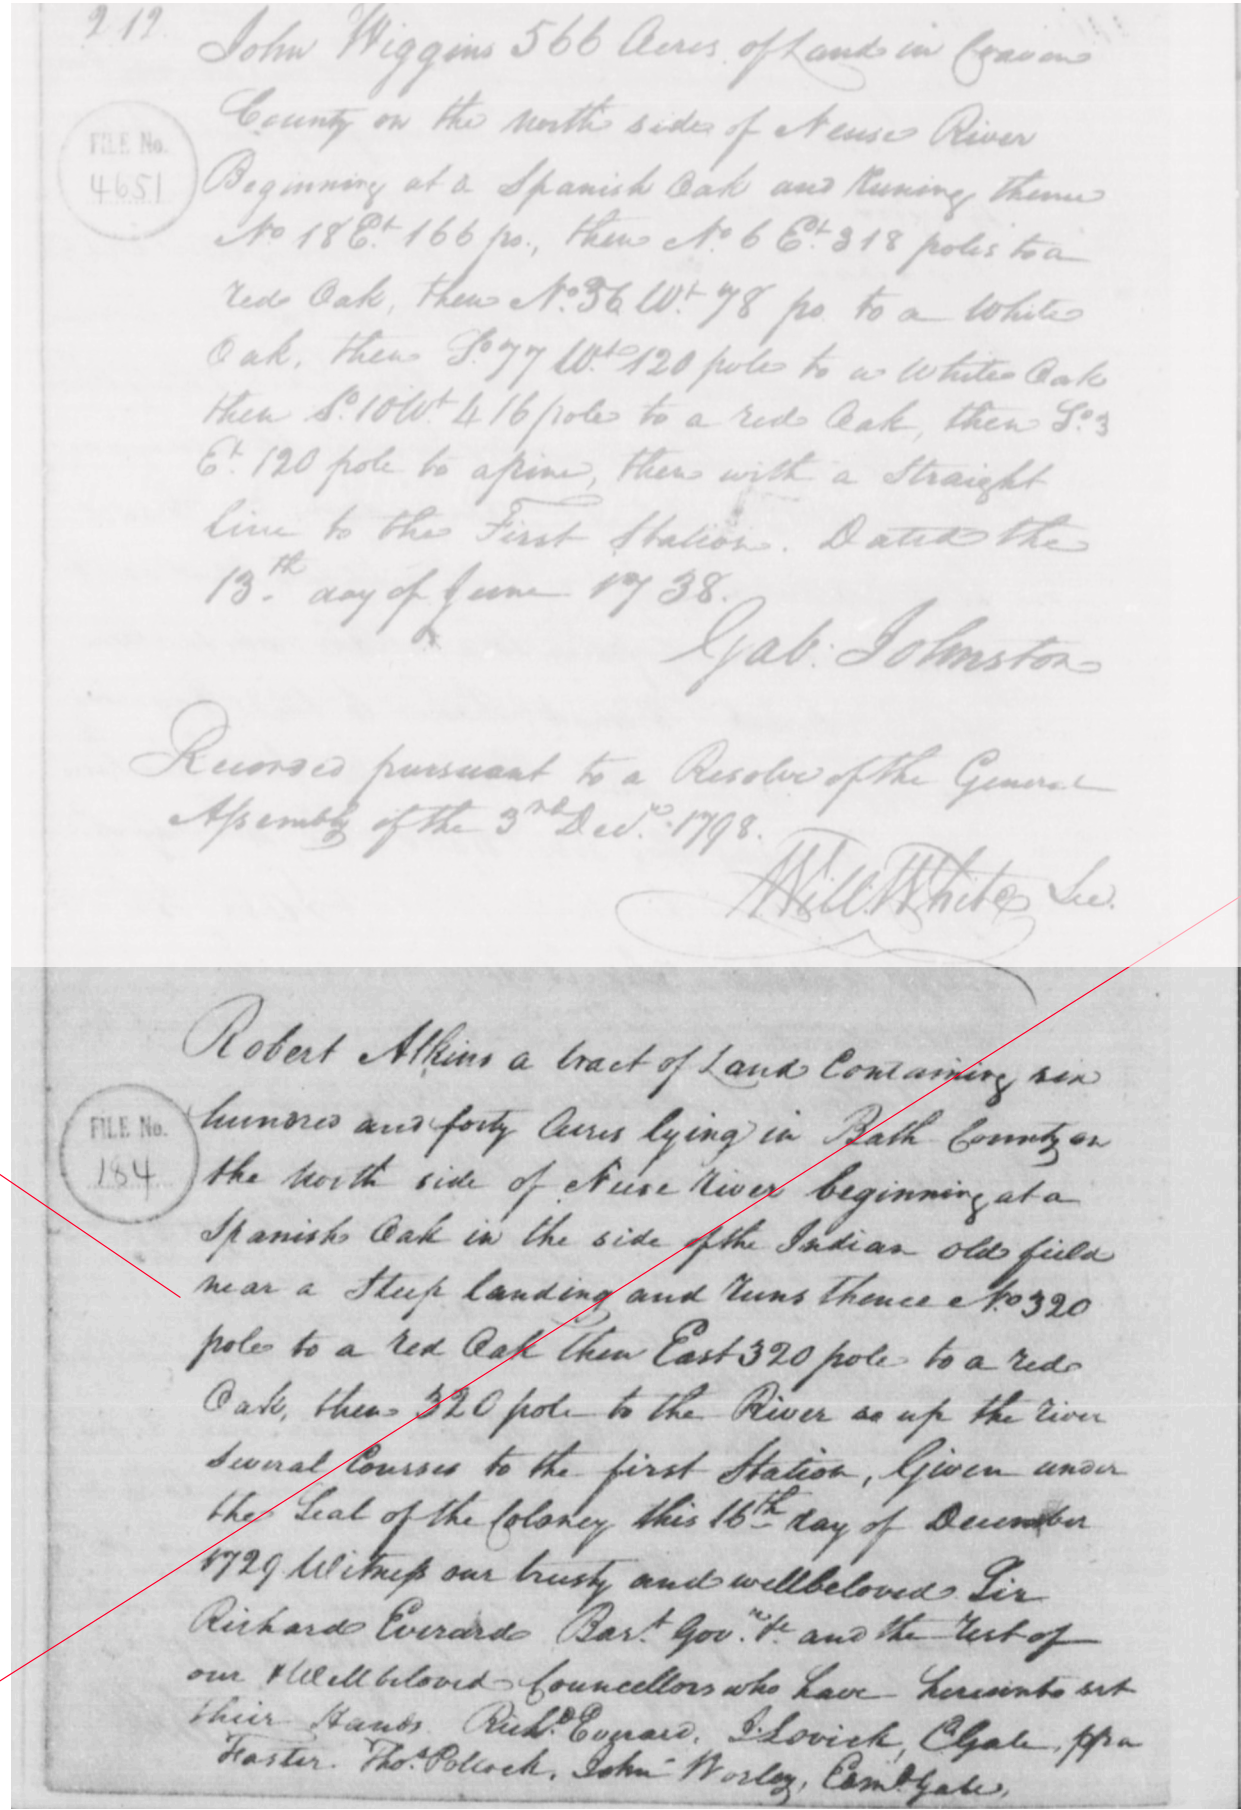 212
John Wiggins 566 Acres of Land in Craven
County on the north side of Neuse River
FILE No.
4651
Beginning at a Spanish Oak and Runing thence
No 18 Et. 166 po., then No. 6 Et. 318 poles to a
red Oak, then No. 36 Wt. 78 po to a White
Oak, then So. 77 Wt. 120 pole to a White Oak
then So. 10 Wt 416 pole to a red Oak, then So. 3
Et. 120 pole to a pine, then with a Straight
line to the First Station. Dated the
13.th day of June 1738.
Gab: Johnston
Recorded pursuant to a Resolve of the General
Assembly of the 3rd Decr. 1798.
Will White Sec.
Robert Atkins a tract of Land Containing six
hundred and forty Acres lying in Bath County on
FILE No.
184
the north side of Neuse River beginning at a
Spanish Oak in the side of the Indian old field
near a Steep landing and runs thence No 320
pole to a red Oak then East 320 pole to a red
Oak, then 320 pole to the River so up the river
several Courses to the first Station, Given under
the Seal of the Coloney this 16th day of December
1729 Witness our trusty and wellbeloved Sir
Richard Everard Bart. Govr. &c. and the rest of
our Wellbeloved Councellors who have hereunto set
their Hands. Richd. Everard, J. Lovick, C Gale,
Foster. Thos. Pollock, John Worley, Edmd. Gale,